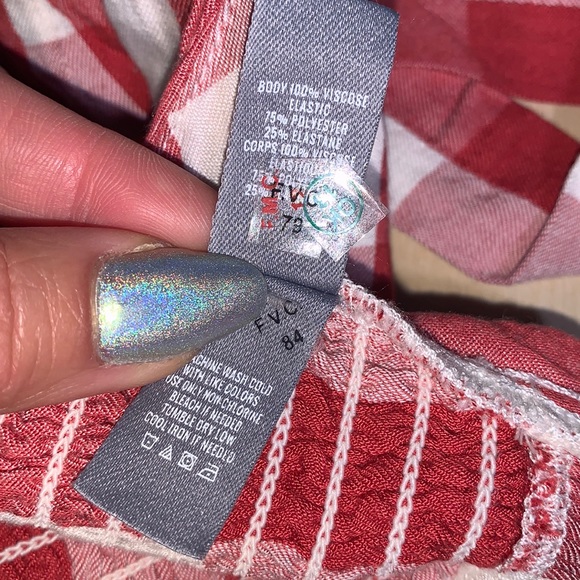 BODY 100% VISCOSE
ELASTIC
75% POLYESTER
25% ELASTANE
CORPS 100%
25%
FVC
79
FVC
84
MACHINE WASH COLD
WITH LIKE COLORS
USE ONLY NON-CHLORINE
BLEACH IF NEEDED
TUMBLE DRY LOW
COOL IRON IF NEEDED